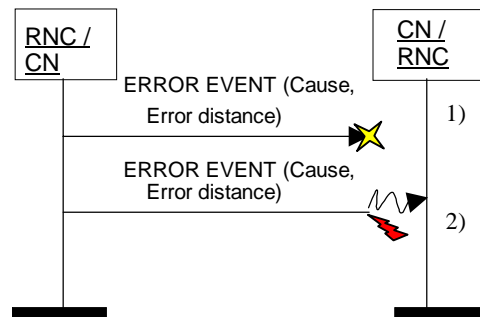 RNC /
CN
CN /
RNC
ERROR EVENT (Cause,
Error distance)
1)
ERROR EVENT (Cause,
Error distance)
2)